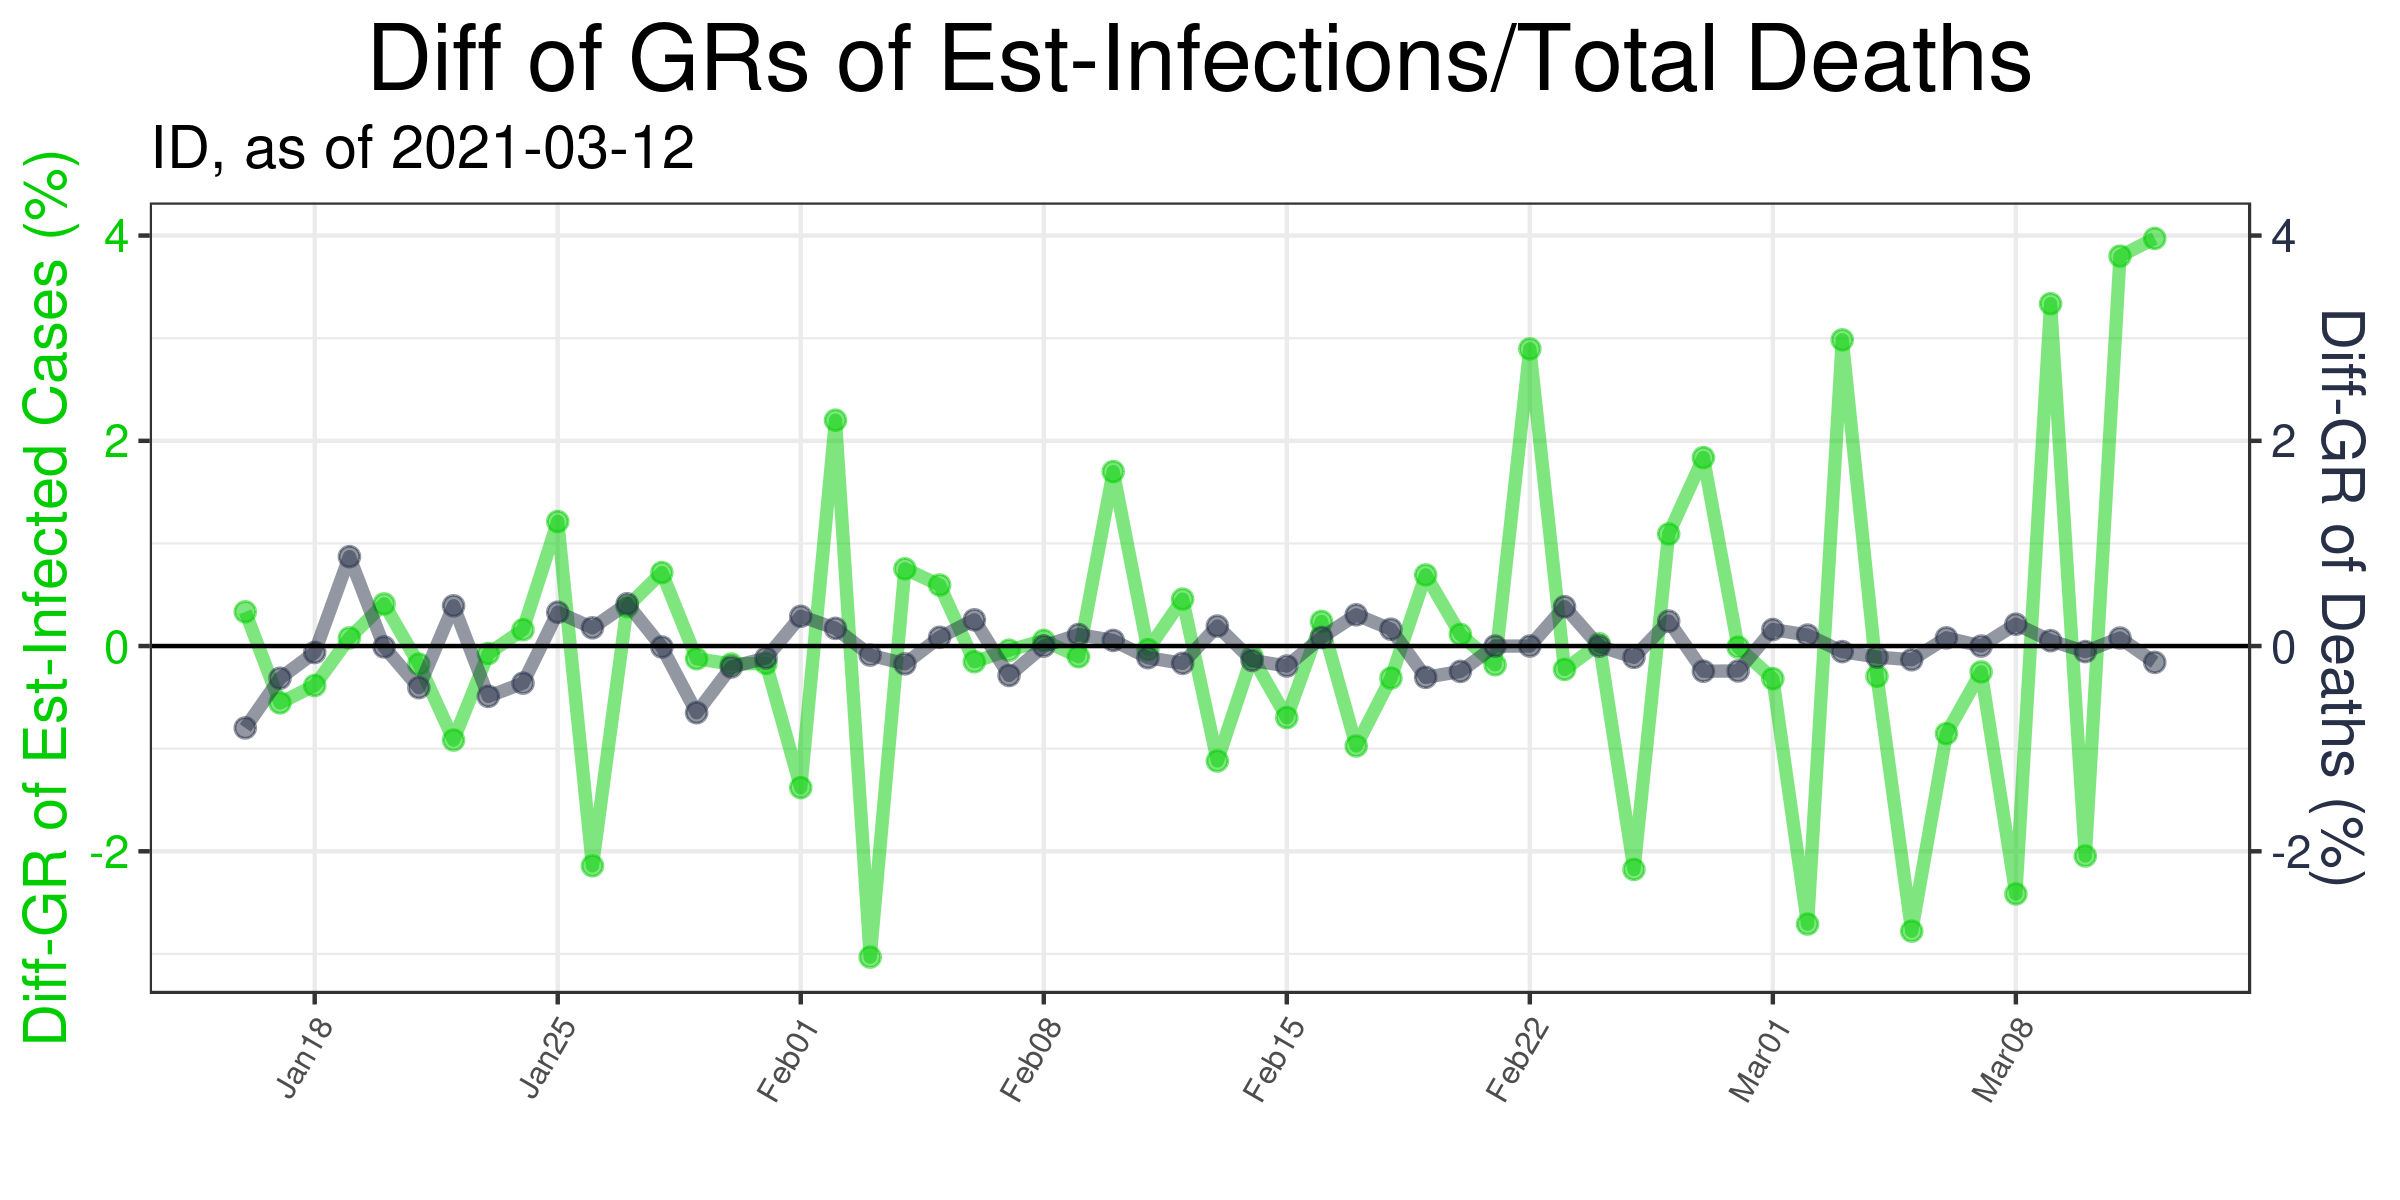 Diff of GRs of Est-Infections/Total Deaths
ID, as of 2021-03-12
Diff-GR of Est-Infected Cases (%)
4
2
0
-2
4
2
0
-2
Diff-GR of Deaths (%)
Jan18
Jan25
Feb01
Feb08
Feb15
Feb22
Mar01
Mar08